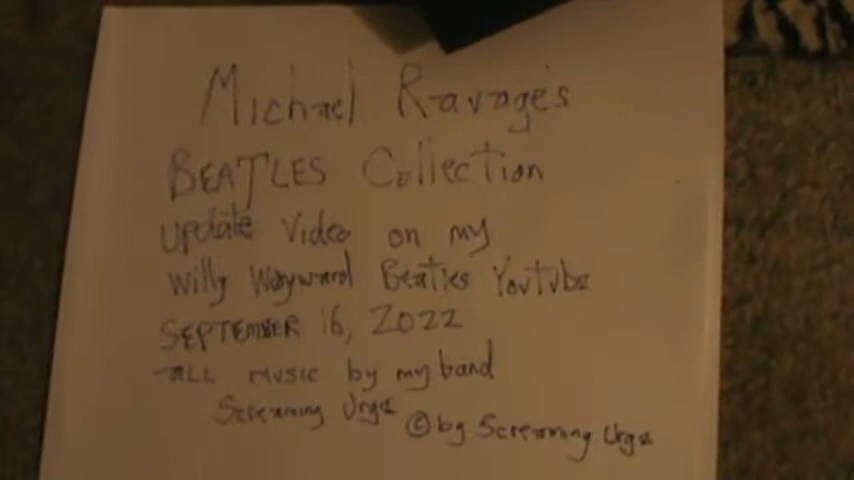 Michael Ravage's
BEATLES Collection
Update Video on my
Willy Wayward Beatles YouTube
SEPTEMBER 16, 2022
ALL music by my band
Screaming Urge
© by Screaming Urge